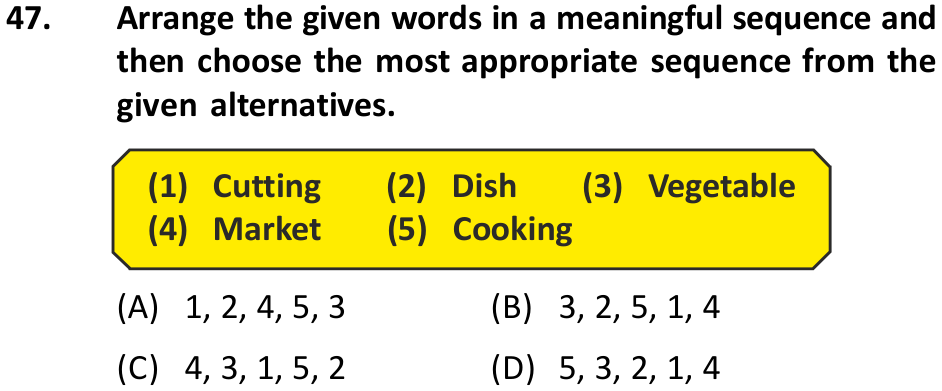 47. Arrange the given words in a meaningful sequence and
then choose the most appropriate sequence from the
given alternatives.
(1) Cutting (2) Dish (3) Vegetable
(4) Market (5) Cooking
(A) 1, 2, 4, 5, 3 (B) 3, 2, 5, 1, 4
(C) 4, 3, 1, 5, 2 (D) 5, 3, 2, 1, 4